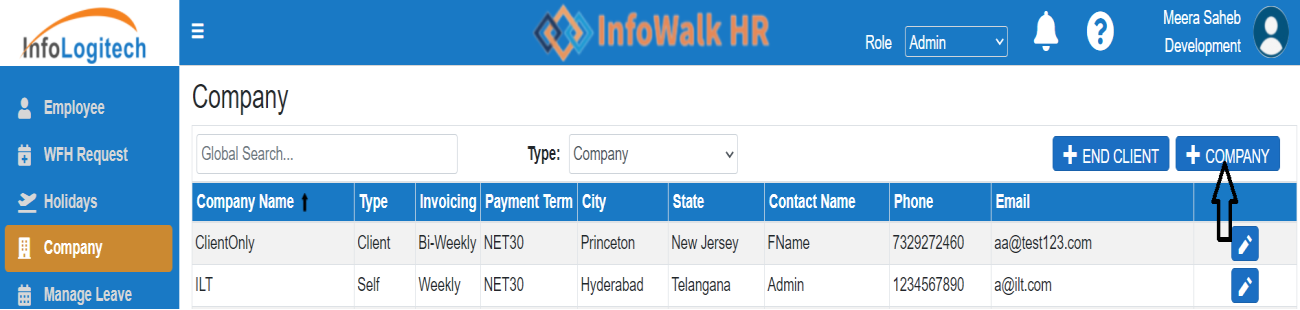 InfoLogitech
InfoWalk HR
Role
Admin
Meera Saheb
Development
Employee
WFH Request
Holidays
Company
Manage Leave
Company
Global Search...
Type:
Company
END CLIENT
COMPANY
Company Name Type Invoicing Payment Term City State Contact Name Phone Email
ClientOnly Client Bi-Weekly NET30 Princeton New Jersey FName 7329272460 aa@test123.com
ILT Self Weekly NET30 Hyderabad Telangana Admin 1234567890 a@ilt.com